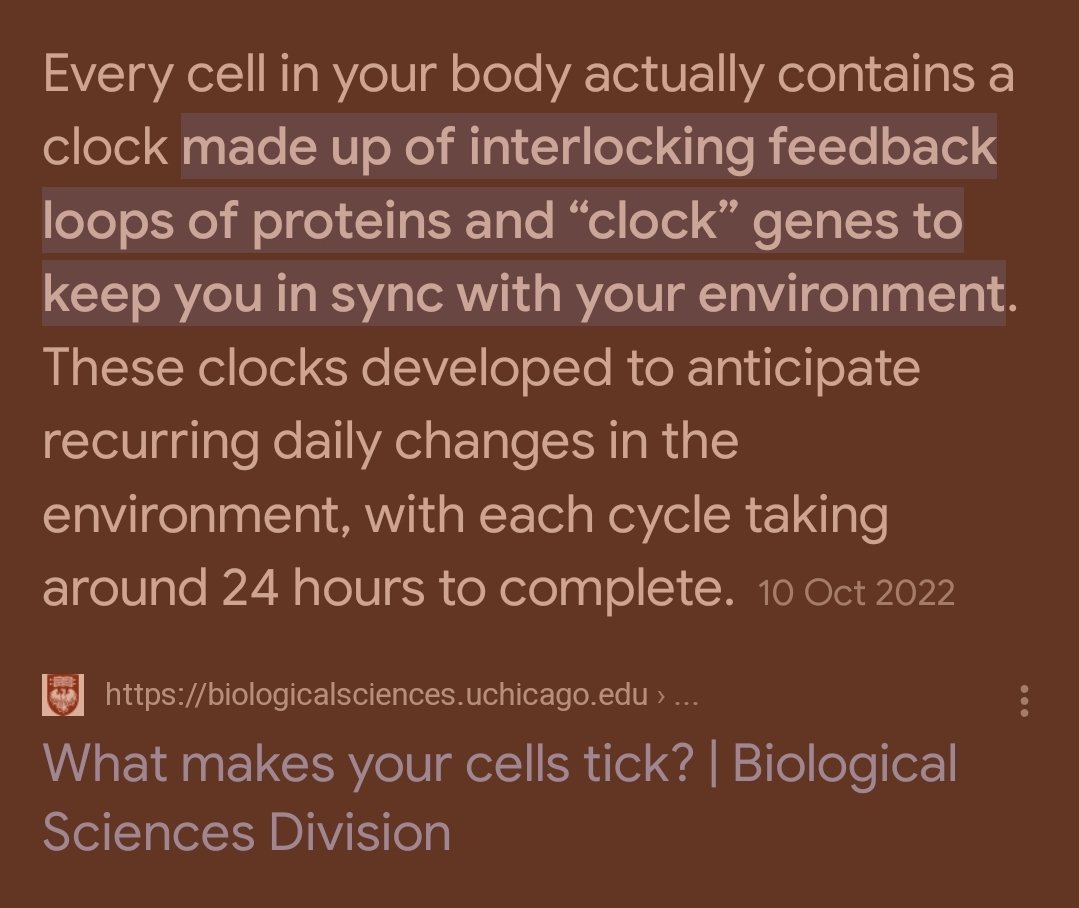 Every cell in your body actually contains a
clock made up of interlocking feedback
loops of proteins and “clock” genes to
keep you in sync with your environment.
These clocks developed to anticipate
recurring daily changes in the
environment, with each cycle taking
around 24 hours to complete. 10 Oct 2022
https://biologicalsciences.uchicago.edu › ...
What makes your cells tick? | Biological
Sciences Division